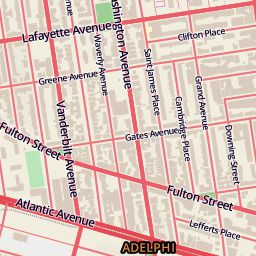 Lafayette Avenue
Clifton Place
Washington Avenue
Waverly Avenue
Saint James Place
Greene Avenue
Grand Avenue
Cambridge Place
Downing Street
Vanderbilt Avenue
Gates Avenue
Fulton Street
Fulton Street
Atlantic Avenue
Lefferts Place
ADELPHI